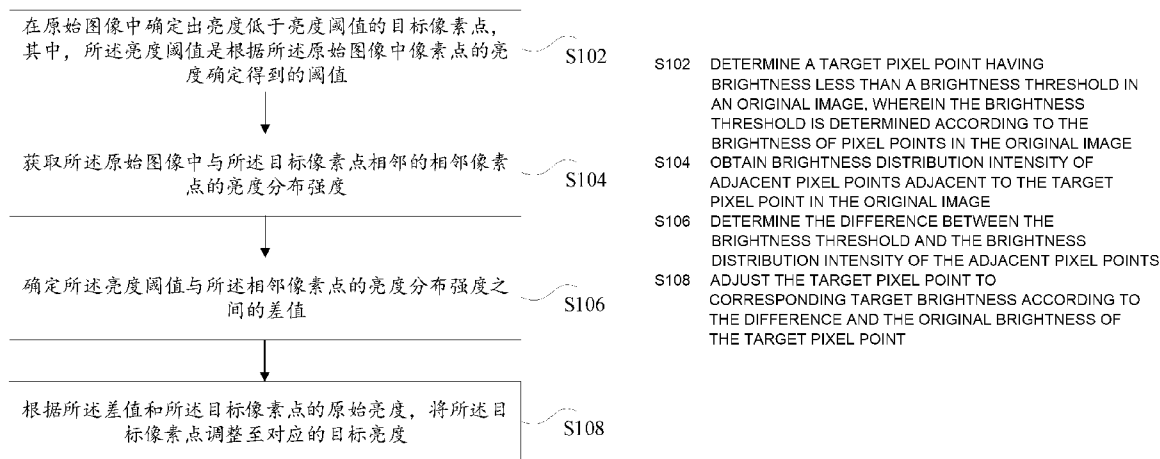 在原始图像中确定出亮度低于亮度阈值的目标像素点,
其中,所述亮度阈值是根据所述原始图像中像素点的亮
度确定得到的阈值
S102
获取所述原始图像中与所述目标像素点相邻的相邻像素
点的亮度分布强度
S104
确定所述亮度阈值与所述相邻像素点的亮度分布强度之
间的差值
S106
根据所述差值和所述目标像素点的原始亮度,将所述目
标像素点调整至对应的目标亮度
S108
S102 DETERMINE A TARGET PIXEL POINT HAVING
BRIGHTNESS LESS THAN A BRIGHTNESS THRESHOLD IN
AN ORIGINAL IMAGE, WHEREIN THE BRIGHTNESS
THRESHOLD IS DETERMINED ACCORDING TO THE
BRIGHTNESS OF PIXEL POINTS IN THE ORIGINAL IMAGE
S104 OBTAIN BRIGHTNESS DISTRIBUTION INTENSITY OF
ADJACENT PIXEL POINTS ADJACENT TO THE TARGET
PIXEL POINT IN THE ORIGINAL IMAGE
S106 DETERMINE THE DIFFERENCE BETWEEN THE
BRIGHTNESS THRESHOLD AND THE BRIGHTNESS
DISTRIBUTION INTENSITY OF THE ADJACENT PIXEL POINTS
S108 ADJUST THE TARGET PIXEL POINT TO
CORRESPONDING TARGET BRIGHTNESS ACCORDING TO
THE DIFFERENCE AND THE ORIGINAL BRIGHTNESS OF
THE TARGET PIXEL POINT